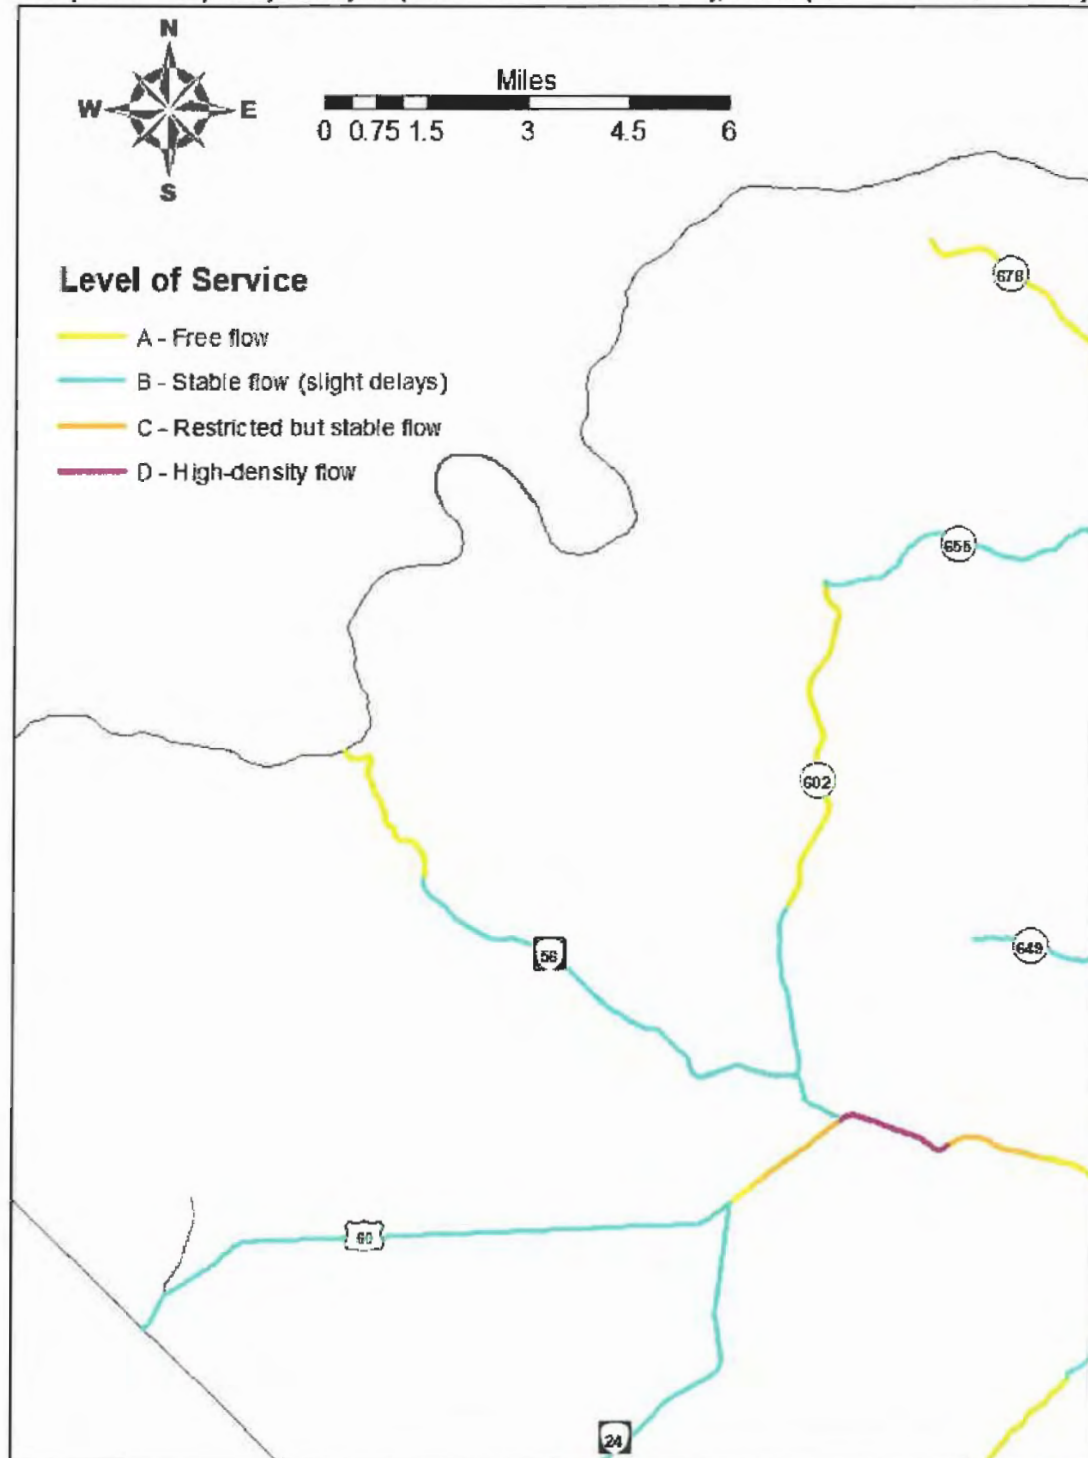 N
W E
S
Miles
0 0.75 1.5 3 4.5 6
Level of Service
A - Free flow
B - Stable flow (slight delays)
C - Restricted but stable flow
D - High-density flow
678
655
602
56
649
60
24